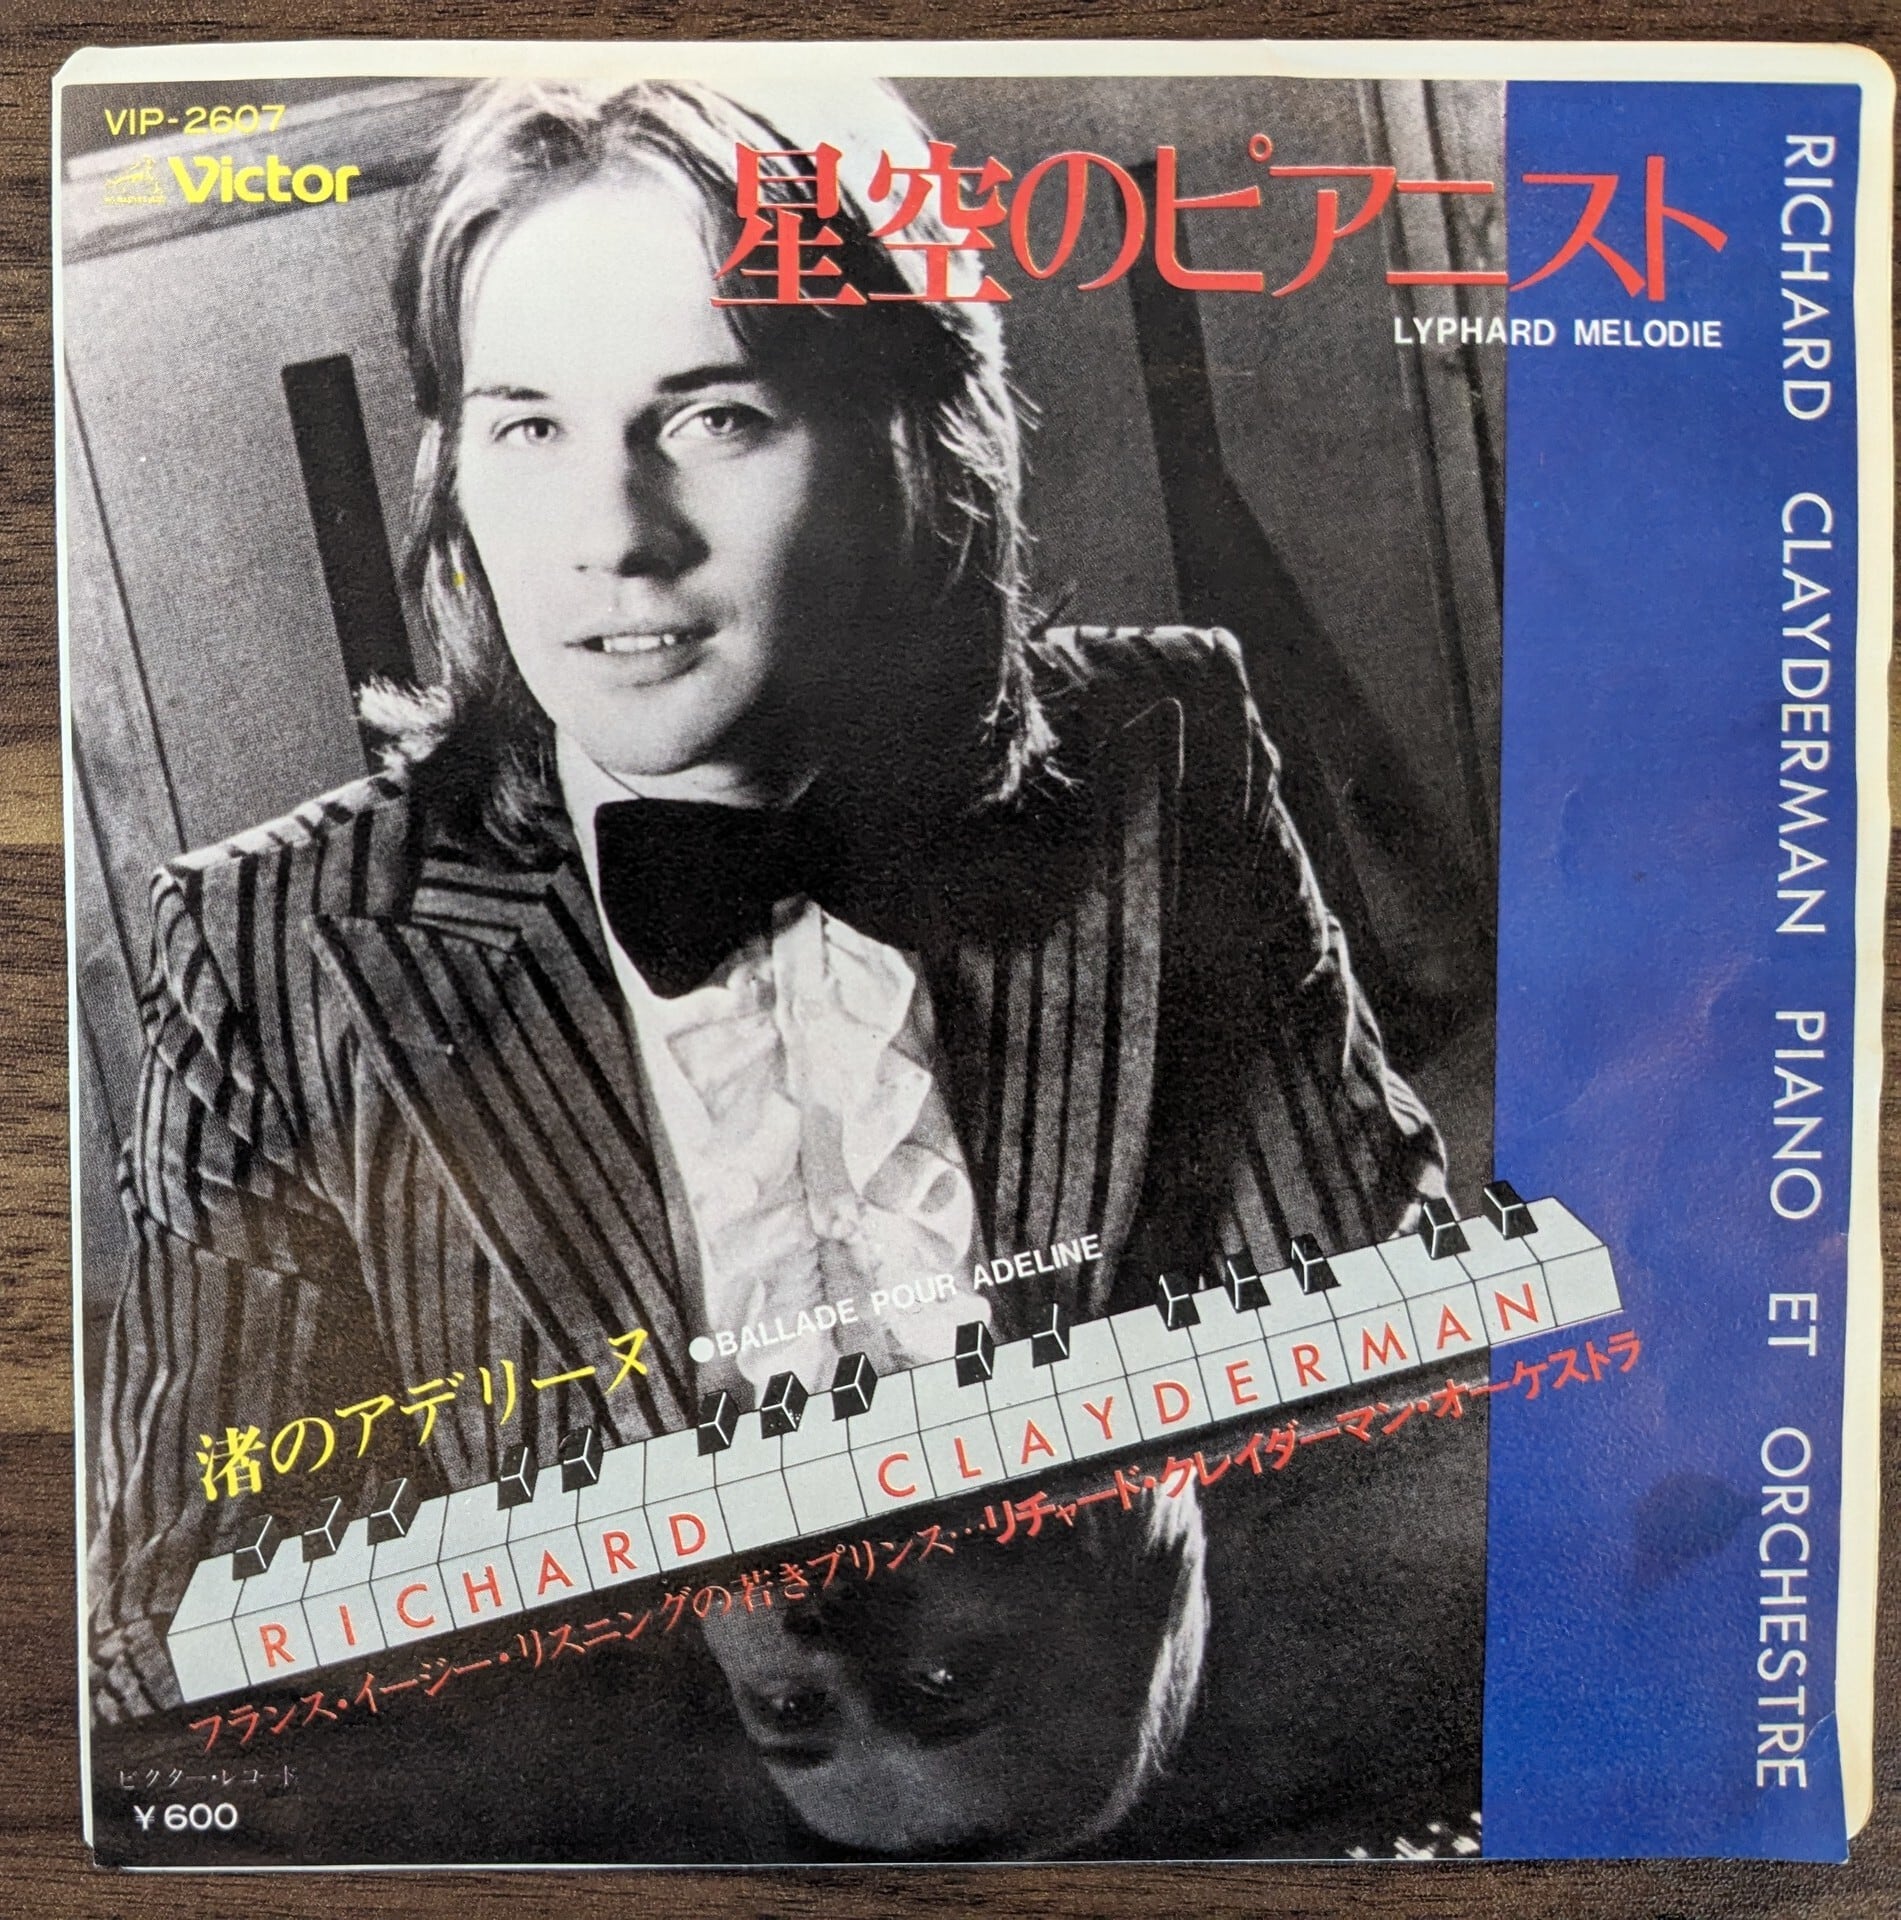 VIP-2607
Victor
星空のピアニスト
LYPHARD MELODIE
RICHARD CLAYDERMAN PIANO ET ORCHESTRE
●BALLADE POUR ADELINE
渚のアデリーヌ
RICHARD CLAYDERMAN
フランス・イージー・リスニングの若きプリンス…リチャード・クレイダーマン・オーケストラ
ビクター・レコード
¥600